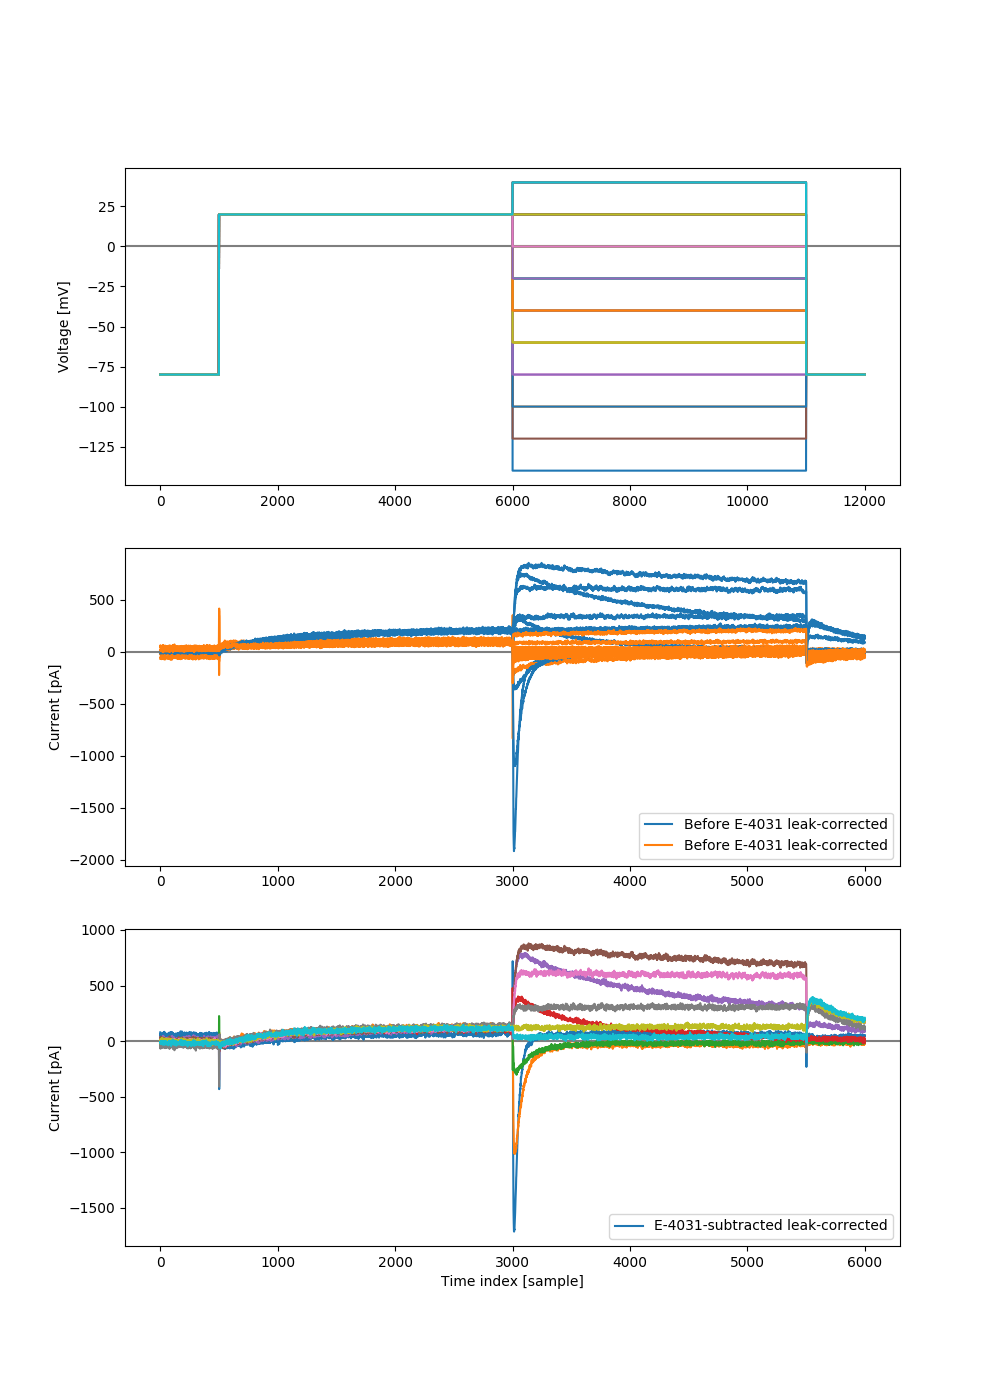 25
0
−25
−50
−75
−100
−125
Voltage [mV]
0 2000 4000 6000 8000 10000 12000
500
0
−500
−1000
−1500
−2000
Current [pA]
Before E-4031 leak-corrected
Before E-4031 leak-corrected
0 1000 2000 3000 4000 5000 6000
1000
500
0
−500
−1000
−1500
Current [pA]
E-4031-subtracted leak-corrected
0 1000 2000 3000 4000 5000 6000
Time index [sample]